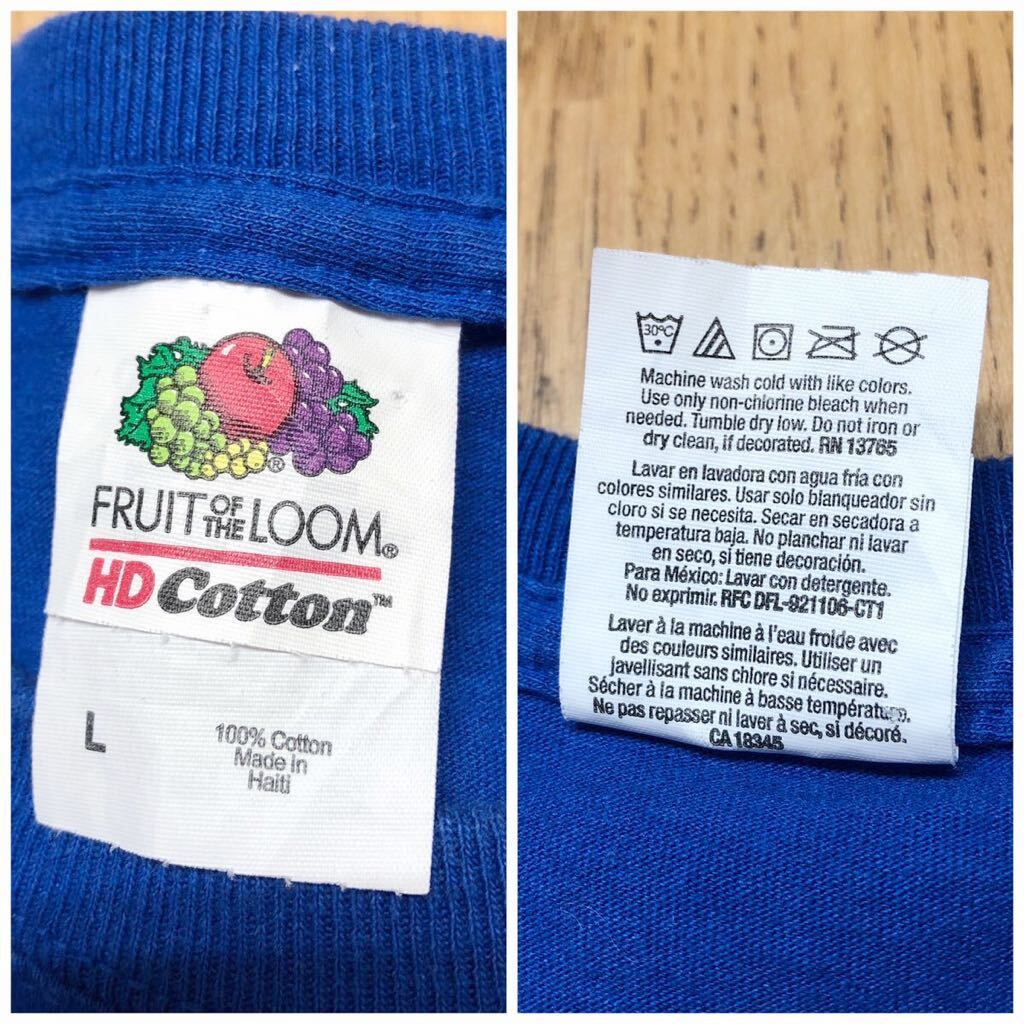 FRUIT OF THE LOOM®
HD Cotton™
L
100% Cotton
Made in
Haiti
30°C
Machine wash cold with like colors.
Use only non-chlorine bleach when
needed. Tumble dry low. Do not iron or
dry clean, if decorated. RN 13765
Lavar en lavadora con agua fría con
colores similares. Usar solo blanqueador sin
cloro si se necesita. Secar en secadora a
temperatura baja. No planchar ni lavar
en seco, si tiene decoración.
Para México: Lavar con detergente.
No exprimir. RFC DFL-921106-CT1
Laver à la machine à l'eau froide avec
des couleurs similaires. Utiliser un
javellisant sans chlore si nécessaire.
Sécher à la machine à basse température.
Ne pas repasser ni laver à sec, si décoré.
CA 18345